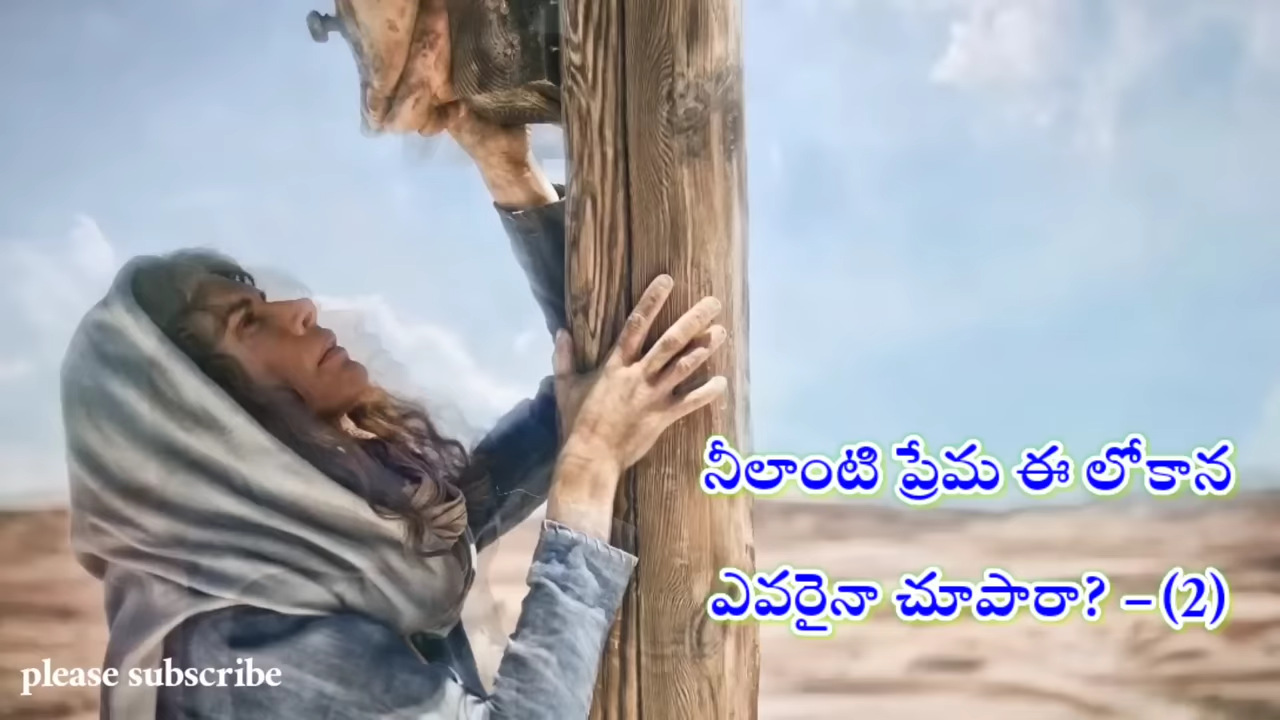 నీలాంటి ప్రేమ ఈ లోకాన
ఎవరైనా చూపారా? –(2)
please subscribe